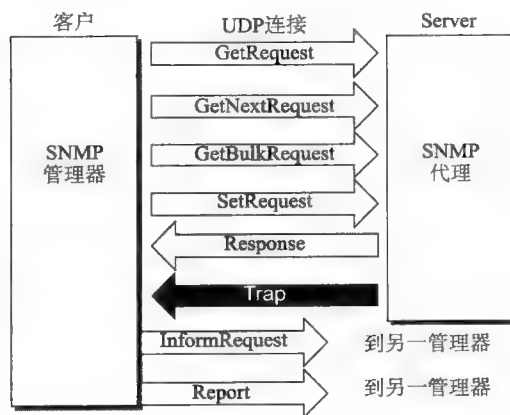 客户
UDP连接
Server
GetRequest
GetNextRequest
SNMP
管理器
GetBulkRequest
SNMP
代理
SetRequest
Response
Trap
InformRequest
到另一管理器
Report
到另一管理器